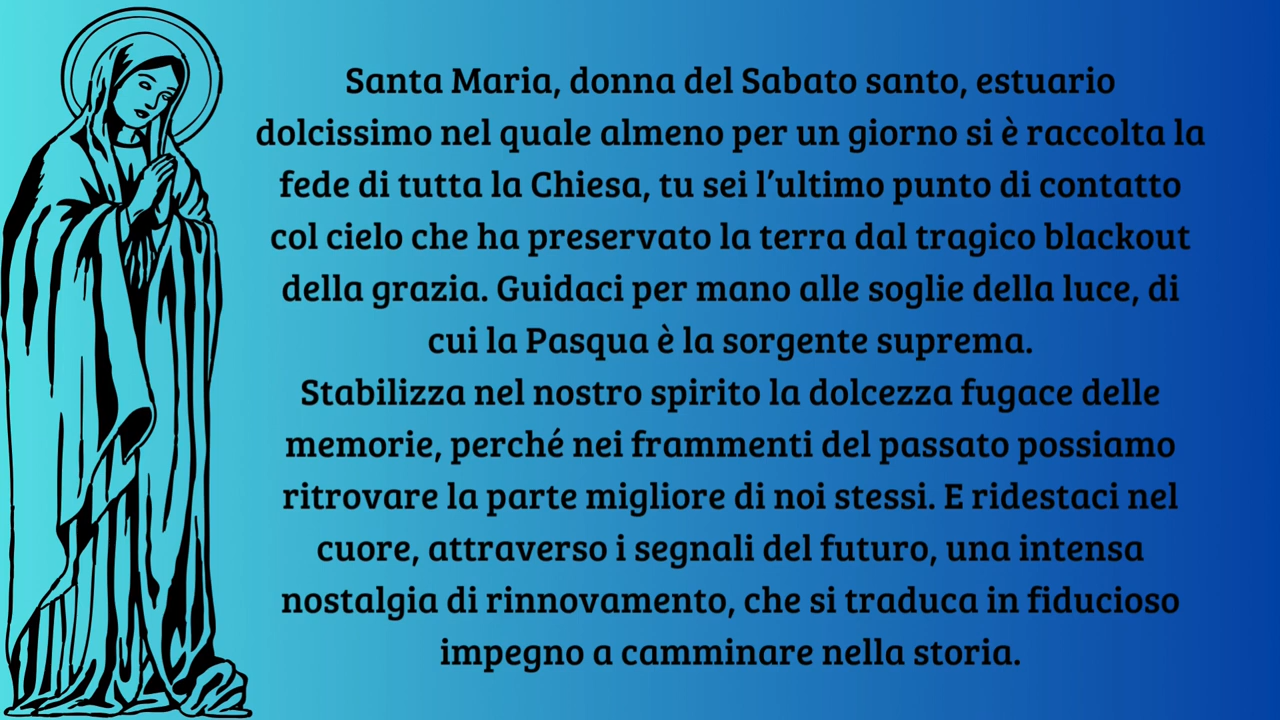 Santa Maria, donna del Sabato santo, estuario
dolcissimo nel quale almeno per un giorno si è raccolta la
fede di tutta la Chiesa, tu sei l’ultimo punto di contatto
col cielo che ha preservato la terra dal tragico blackout
della grazia. Guidaci per mano alle soglie della luce, di
cui la Pasqua è la sorgente suprema.
Stabilizza nel nostro spirito la dolcezza fugace delle
memorie, perché nei frammenti del passato possiamo
ritrovare la parte migliore di noi stessi. E ridestaci nel
cuore, attraverso i segnali del futuro, una intensa
nostalgia di rinnovamento, che si traduca in fiducioso
impegno a camminare nella storia.